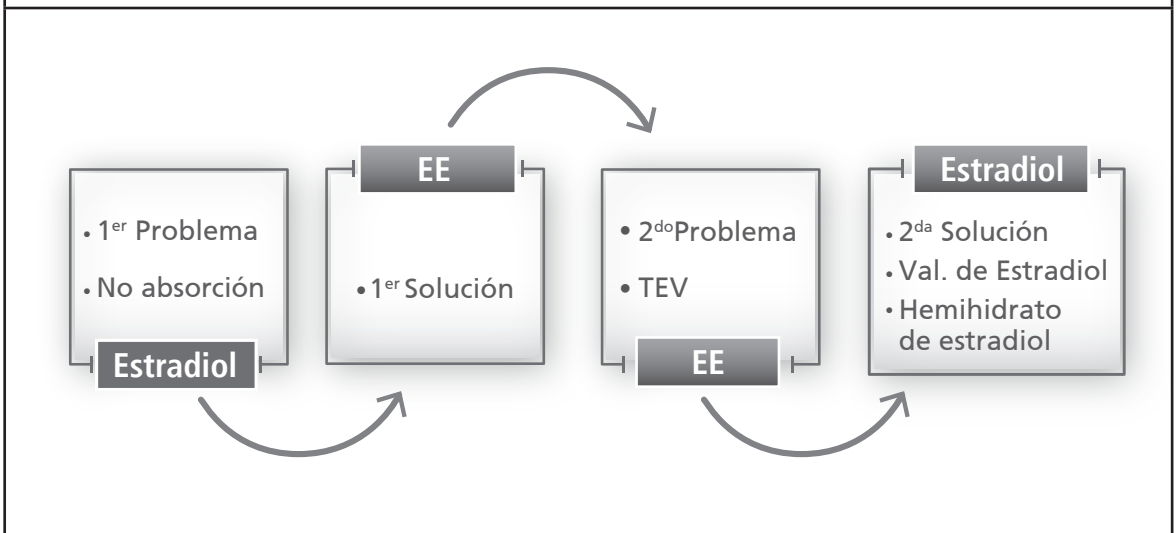 • 1er Problema
• No absorción
Estradiol
EE
• 1er Solución
• 2doProblema
• TEV
EE
Estradiol
• 2da Solución
• Val. de Estradiol
• Hemihidrato
de estradiol